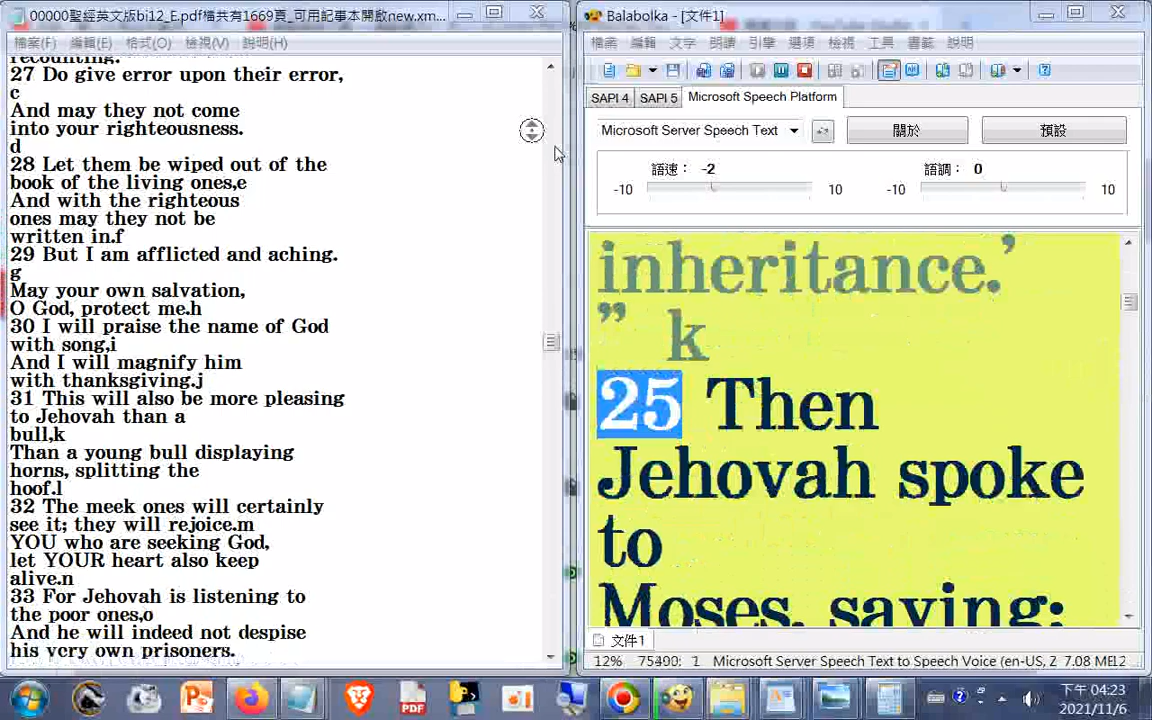 00000聖經英文版bi12_E.pdf檔共有1669頁_可用記事本開啟new.xm...
檔案(F) 編輯(E) 格式(O) 檢視(V) 說明(H)
recounting.
27 Do give error upon their error,
c
And may they not come
into your righteousness.
d
28 Let them be wiped out of the
book of the living ones,e
And with the righteous
ones may they not be
written in.f
29 But I am afflicted and aching.
g
May your own salvation,
O God, protect me.h
30 I will praise the name of God
with song,i
And I will magnify him
with thanksgiving.j
31 This will also be more pleasing
to Jehovah than a
bull,k
Than a young bull displaying
horns, splitting the
hoof.l
32 The meek ones will certainly
see it; they will rejoice.m
YOU who are seeking God,
let YOUR heart also keep
alive.n
33 For Jehovah is listening to
the poor ones,o
And he will indeed not despise
his very own prisoners.
Balabolka - [文件1]
檔案 編輯 文字 朗讀 引擎 選項 檢視 工具 書籤 說明
SAPI 4 SAPI 5 Microsoft Speech Platform
Microsoft Server Speech Text 關於 預設
語速： -2 語調： 0
-10 10 -10 10
inheritance.’
” k
25 Then
Jehovah spoke
to
Moses, saying:
文件1
12% 75400: 1 Microsoft Server Speech Text to Speech Voice (en-US, Z 7.08 ME12
PDF
下午 04:23
2021/11/6